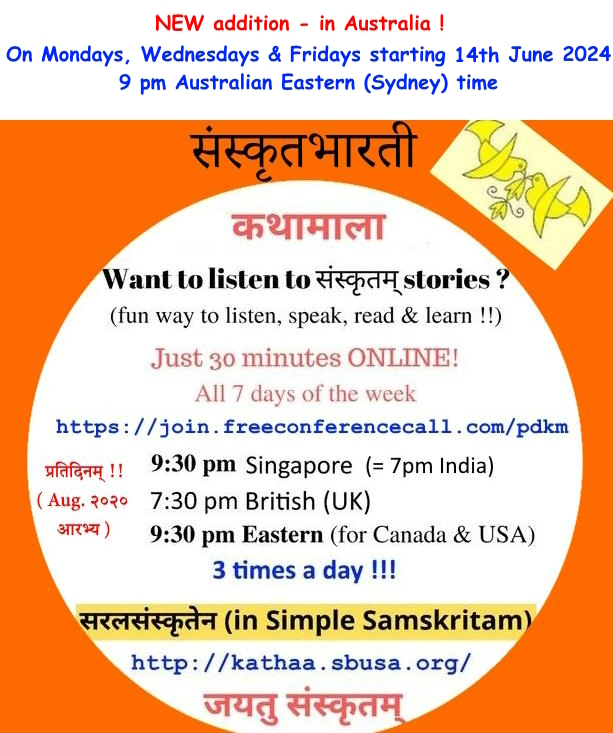 NEW addition - in Australia !
On Mondays, Wednesdays & Fridays starting 14th June 2024
9 pm Australian Eastern (Sydney) time
संस्कृतभारती
कथामाला
Want to listen to संस्कृतम् stories ?
(fun way to listen, speak, read & learn !!)
Just 30 minutes ONLINE!
All 7 days of the week
https://join.freeconferencecall.com/pdkm
प्रतिदिनम् !!
( Aug. २०२०
आरभ्य )
9:30 pm Singapore (= 7pm India)
7:30 pm British (UK)
9:30 pm Eastern (for Canada & USA)
3 times a day !!!
सरलसंस्कृतेन (in Simple Samskritam)
http://kathaa.sbusa.org/
जयतु संस्कृतम्